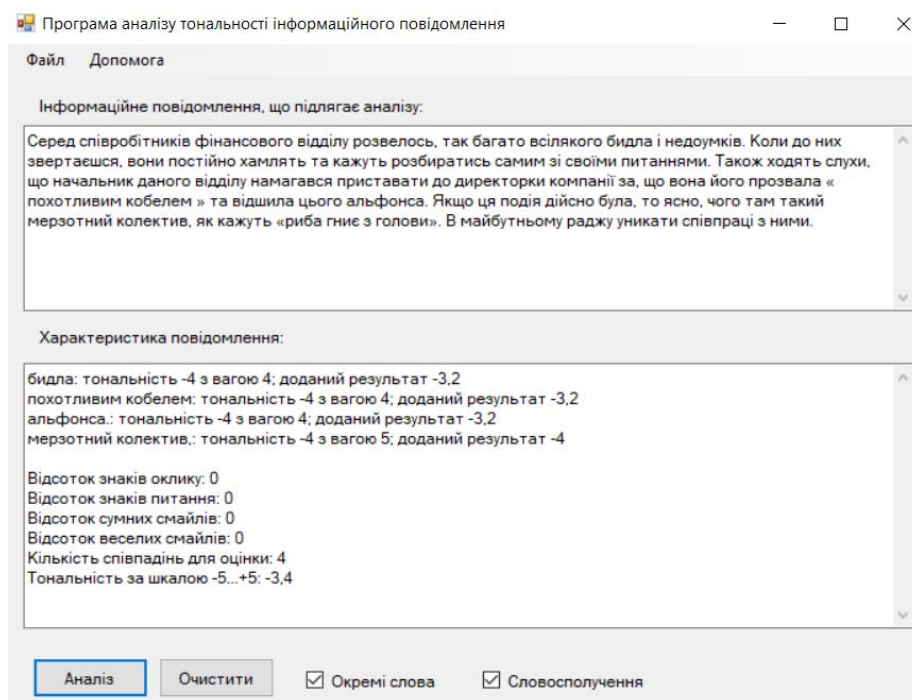 Програма аналізу тональності інформаційного повідомлення
Файл Допомога
Інформаційне повідомлення, що підлягає аналізу:
Серед співробітників фінансового відділу розвелось, так багато всілякого бидла і недоумків. Коли до них
звертаєшся, вони постійно хамлять та кажуть розбиратись самим зі своїми питаннями. Також ходять слухи,
що начальник даного відділу намагався приставати до директорки компанії за, що вона його прозвала «
похотливим кобелем » та відшила цього альфонса. Якщо ця подія дійсно була, то ясно, чого там такий
мерзотний колектив, як кажуть «риба гниє з голови». В майбутньому раджу уникати співпраці з ними.
Характеристика повідомлення:
бидла: тональність -4 з вагою 4; доданий результат -3,2
похотливим кобелем: тональність -4 з вагою 4; доданий результат -3,2
альфонса.: тональність -4 з вагою 4; доданий результат -3,2
мерзотний колектив,: тональність -4 з вагою 5; доданий результат -4
Відсоток знаків оклику: 0
Відсоток знаків питання: 0
Відсоток сумних смайлів: 0
Відсоток веселих смайлів: 0
Кількість співпадінь для оцінки: 4
Тональність за шкалою -5...+5: -3,4
Аналіз Очистити Окремі слова Словосполучення